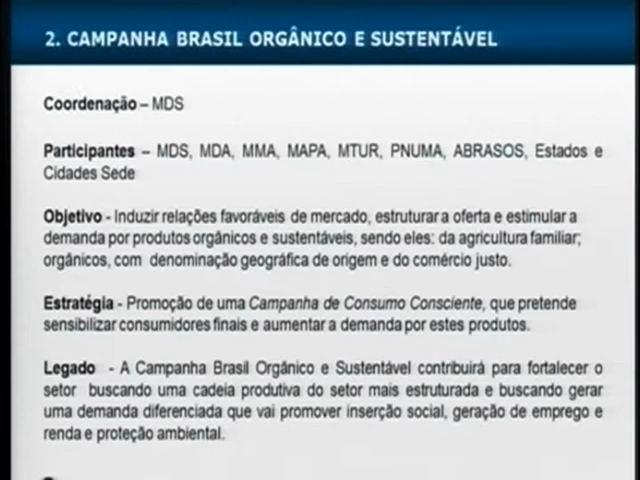 2. CAMPANHA BRASIL ORGÂNICO E SUSTENTÁVEL
Coordenação – MDS
Participantes – MDS, MDA, MMA, MAPA, MTUR, PNUMA, ABRASOS, Estados e
Cidades Sede
Objetivo - Induzir relações favoráveis de mercado, estruturar a oferta e estimular a
demanda por produtos orgânicos e sustentáveis, sendo eles: da agricultura familiar;
orgânicos, com denominação geográfica de origem e do comércio justo.
Estratégia - Promoção de uma Campanha de Consumo Consciente, que pretende
sensibilizar consumidores finais e aumentar a demanda por estes produtos.
Legado - A Campanha Brasil Orgânico e Sustentável contribuirá para fortalecer o
setor buscando uma cadeia produtiva do setor mais estruturada e buscando gerar
uma demanda diferenciada que vai promover inserção social, geração de emprego e
renda e proteção ambiental.